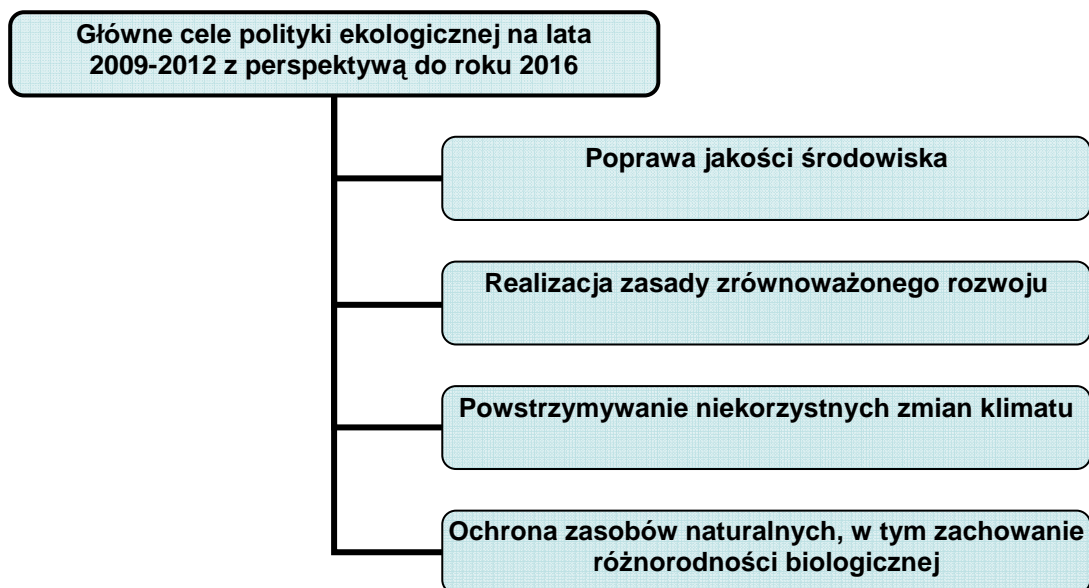 Główne cele polityki ekologicznej na lata
2009-2012 z perspektywą do roku 2016
Poprawa jakości środowiska
Realizacja zasady zrównoważonego rozwoju
Powstrzymywanie niekorzystnych zmian klimatu
Ochrona zasobów naturalnych, w tym zachowanie
różnorodności biologicznej